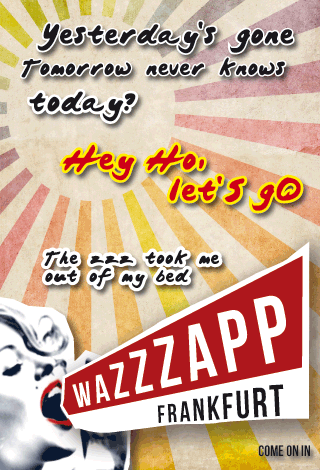 Yesterday's gone
Tomorrow never knows
today?
Hey Ho,
let's go
The zzz took me
out of my bed
WAZZZAPP
FRANKFURT
COME ON IN